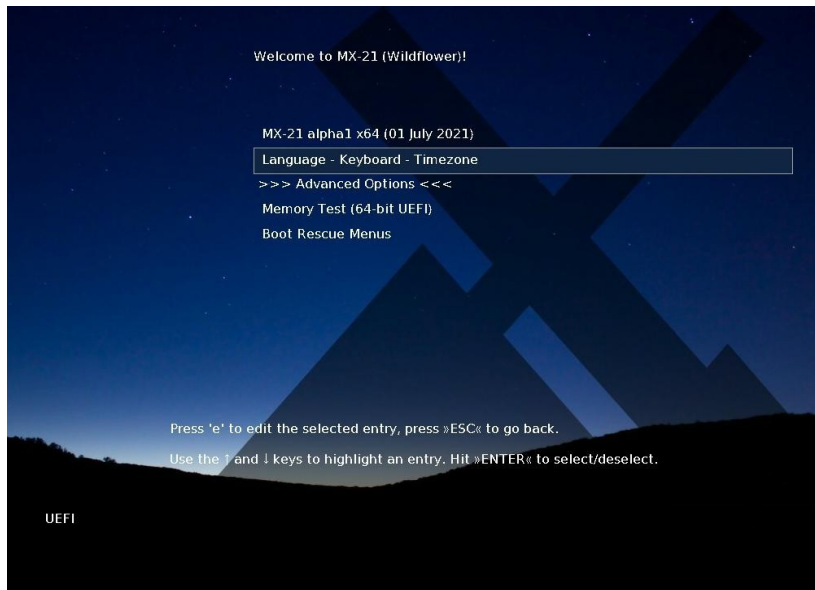 Welcome to MX-21 (Wildflower)!
MX-21 alpha1 x64 (01 July 2021)
Language - Keyboard - Timezone
>>> Advanced Options <<<
Memory Test (64-bit UEFI)
Boot Rescue Menus
Press 'e' to edit the selected entry, press »ESC« to go back.
Use the ↑ and ↓ keys to highlight an entry. Hit »ENTER« to select/deselect.
UEFI